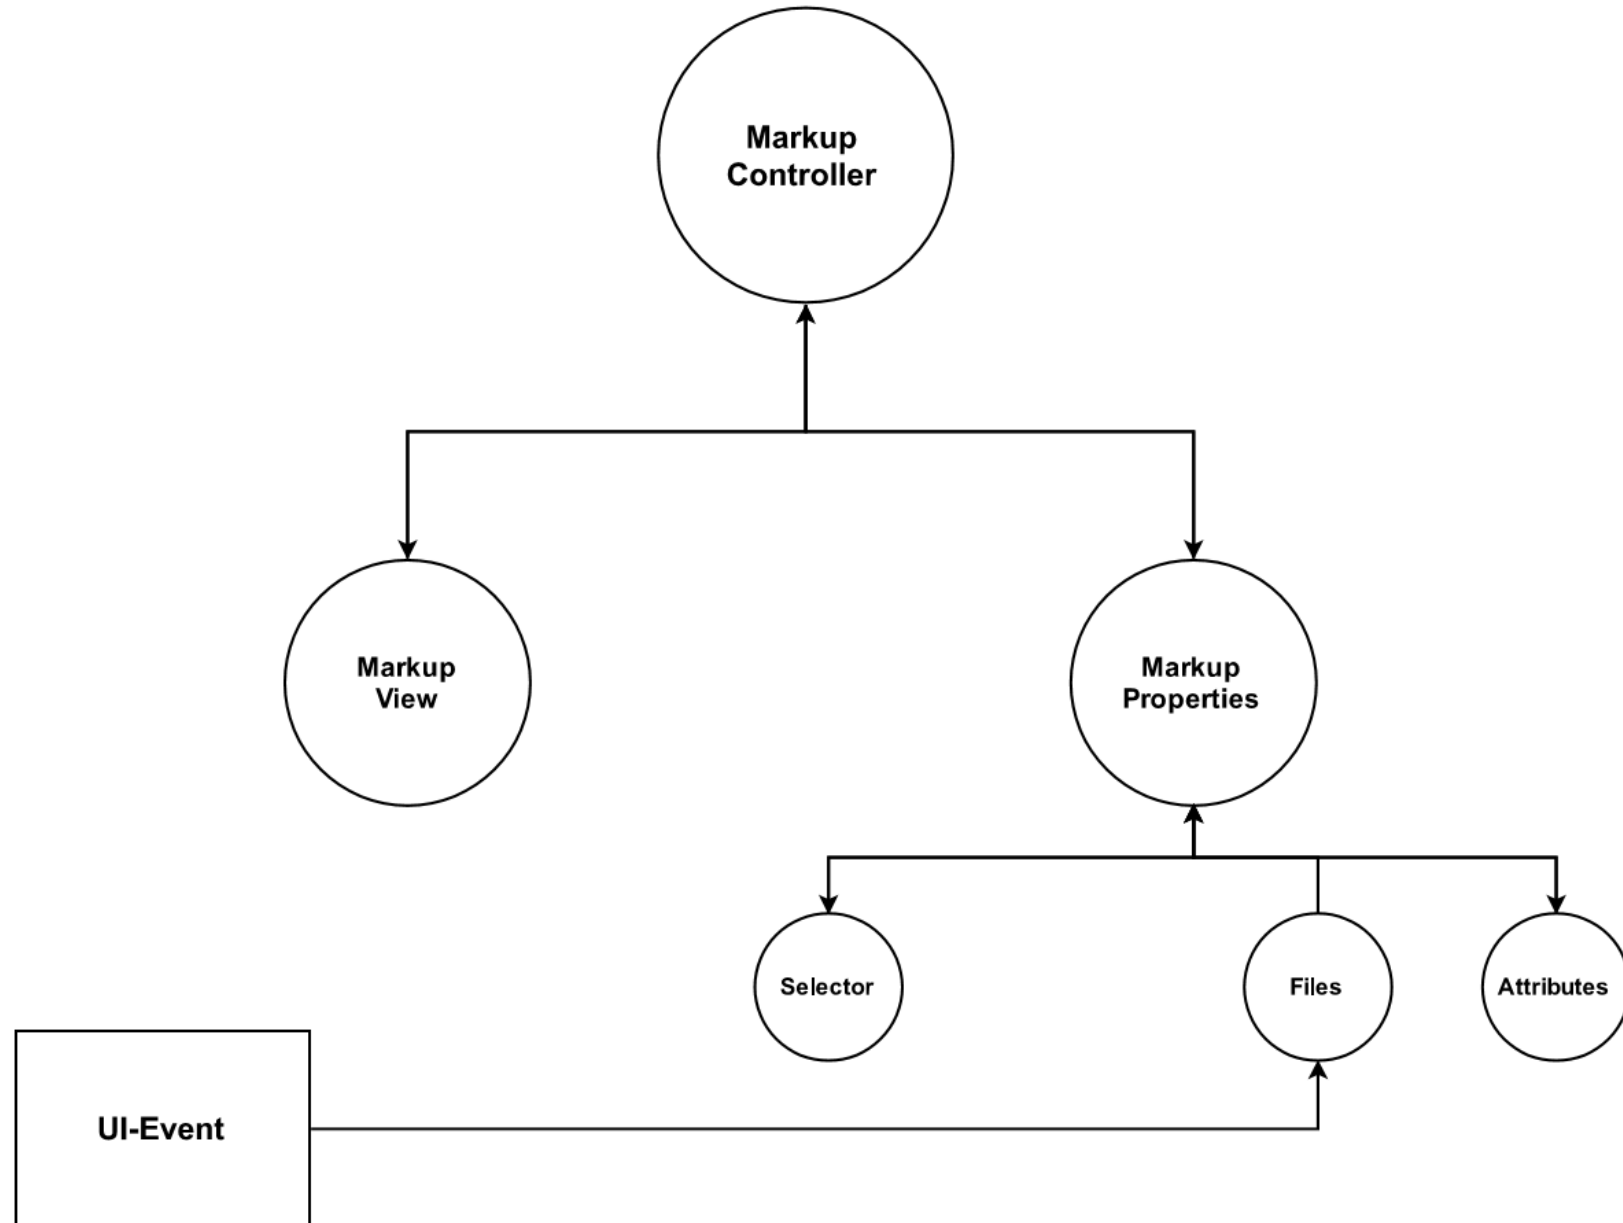 Markup
Controller
Markup
View
Markup
Properties
Selector
Files
Attributes
UI-Event